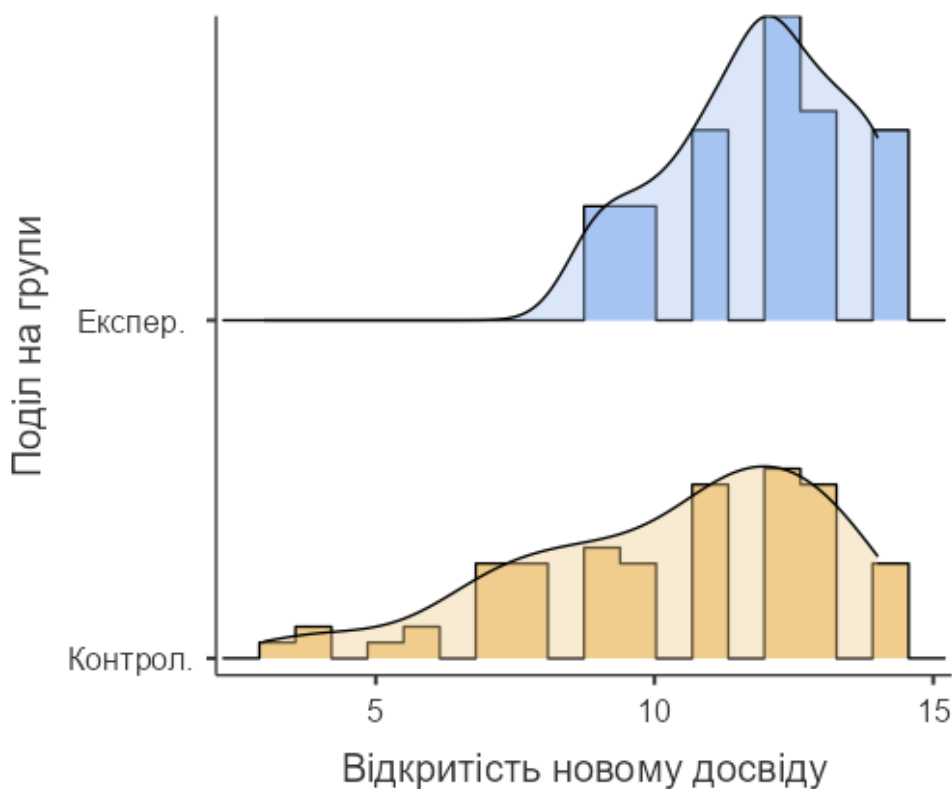 Поділ на групи
Експер.
Контрол.
5
10
15
Відкритість новому досвіду